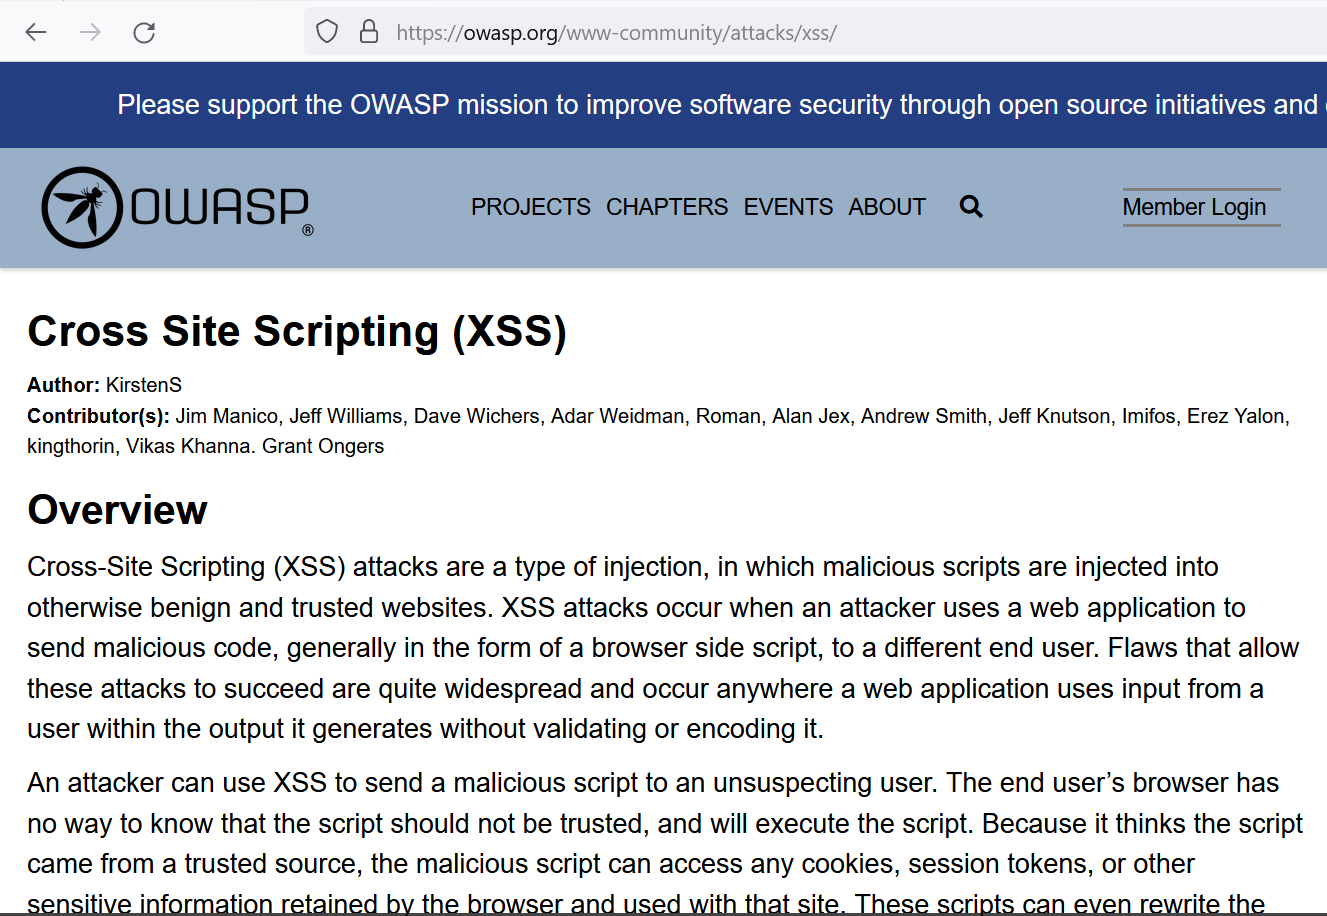 https://owasp.org/www-community/attacks/xss/
Please support the OWASP mission to improve software security through open source initiatives and
OWASP®
PROJECTS CHAPTERS EVENTS ABOUT
Member Login
Cross Site Scripting (XSS)
Author: KirstenS
Contributor(s): Jim Manico, Jeff Williams, Dave Wichers, Adar Weidman, Roman, Alan Jex, Andrew Smith, Jeff Knutson, Imifos, Erez Yalon,
kingthorin, Vikas Khanna. Grant Ongers
Overview
Cross-Site Scripting (XSS) attacks are a type of injection, in which malicious scripts are injected into
otherwise benign and trusted websites. XSS attacks occur when an attacker uses a web application to
send malicious code, generally in the form of a browser side script, to a different end user. Flaws that allow
these attacks to succeed are quite widespread and occur anywhere a web application uses input from a
user within the output it generates without validating or encoding it.
An attacker can use XSS to send a malicious script to an unsuspecting user. The end user’s browser has
no way to know that the script should not be trusted, and will execute the script. Because it thinks the script
came from a trusted source, the malicious script can access any cookies, session tokens, or other
sensitive information retained by the browser and used with that site. These scripts can even rewrite the